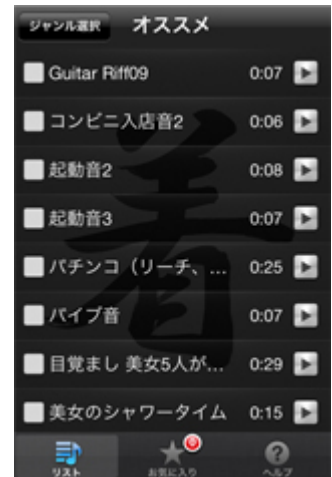 ジャンル選択
オススメ
Guitar Riff09 0:07
コンビニ入店音2 0:06
起動音2 0:08
起動音3 0:07
パチンコ（リーチ、... 0:25
バイブ音 0:07
目覚まし 美女5人が... 0:29
美女のシャワータイム 0:15
着
リスト
お気に入り
ヘルプ